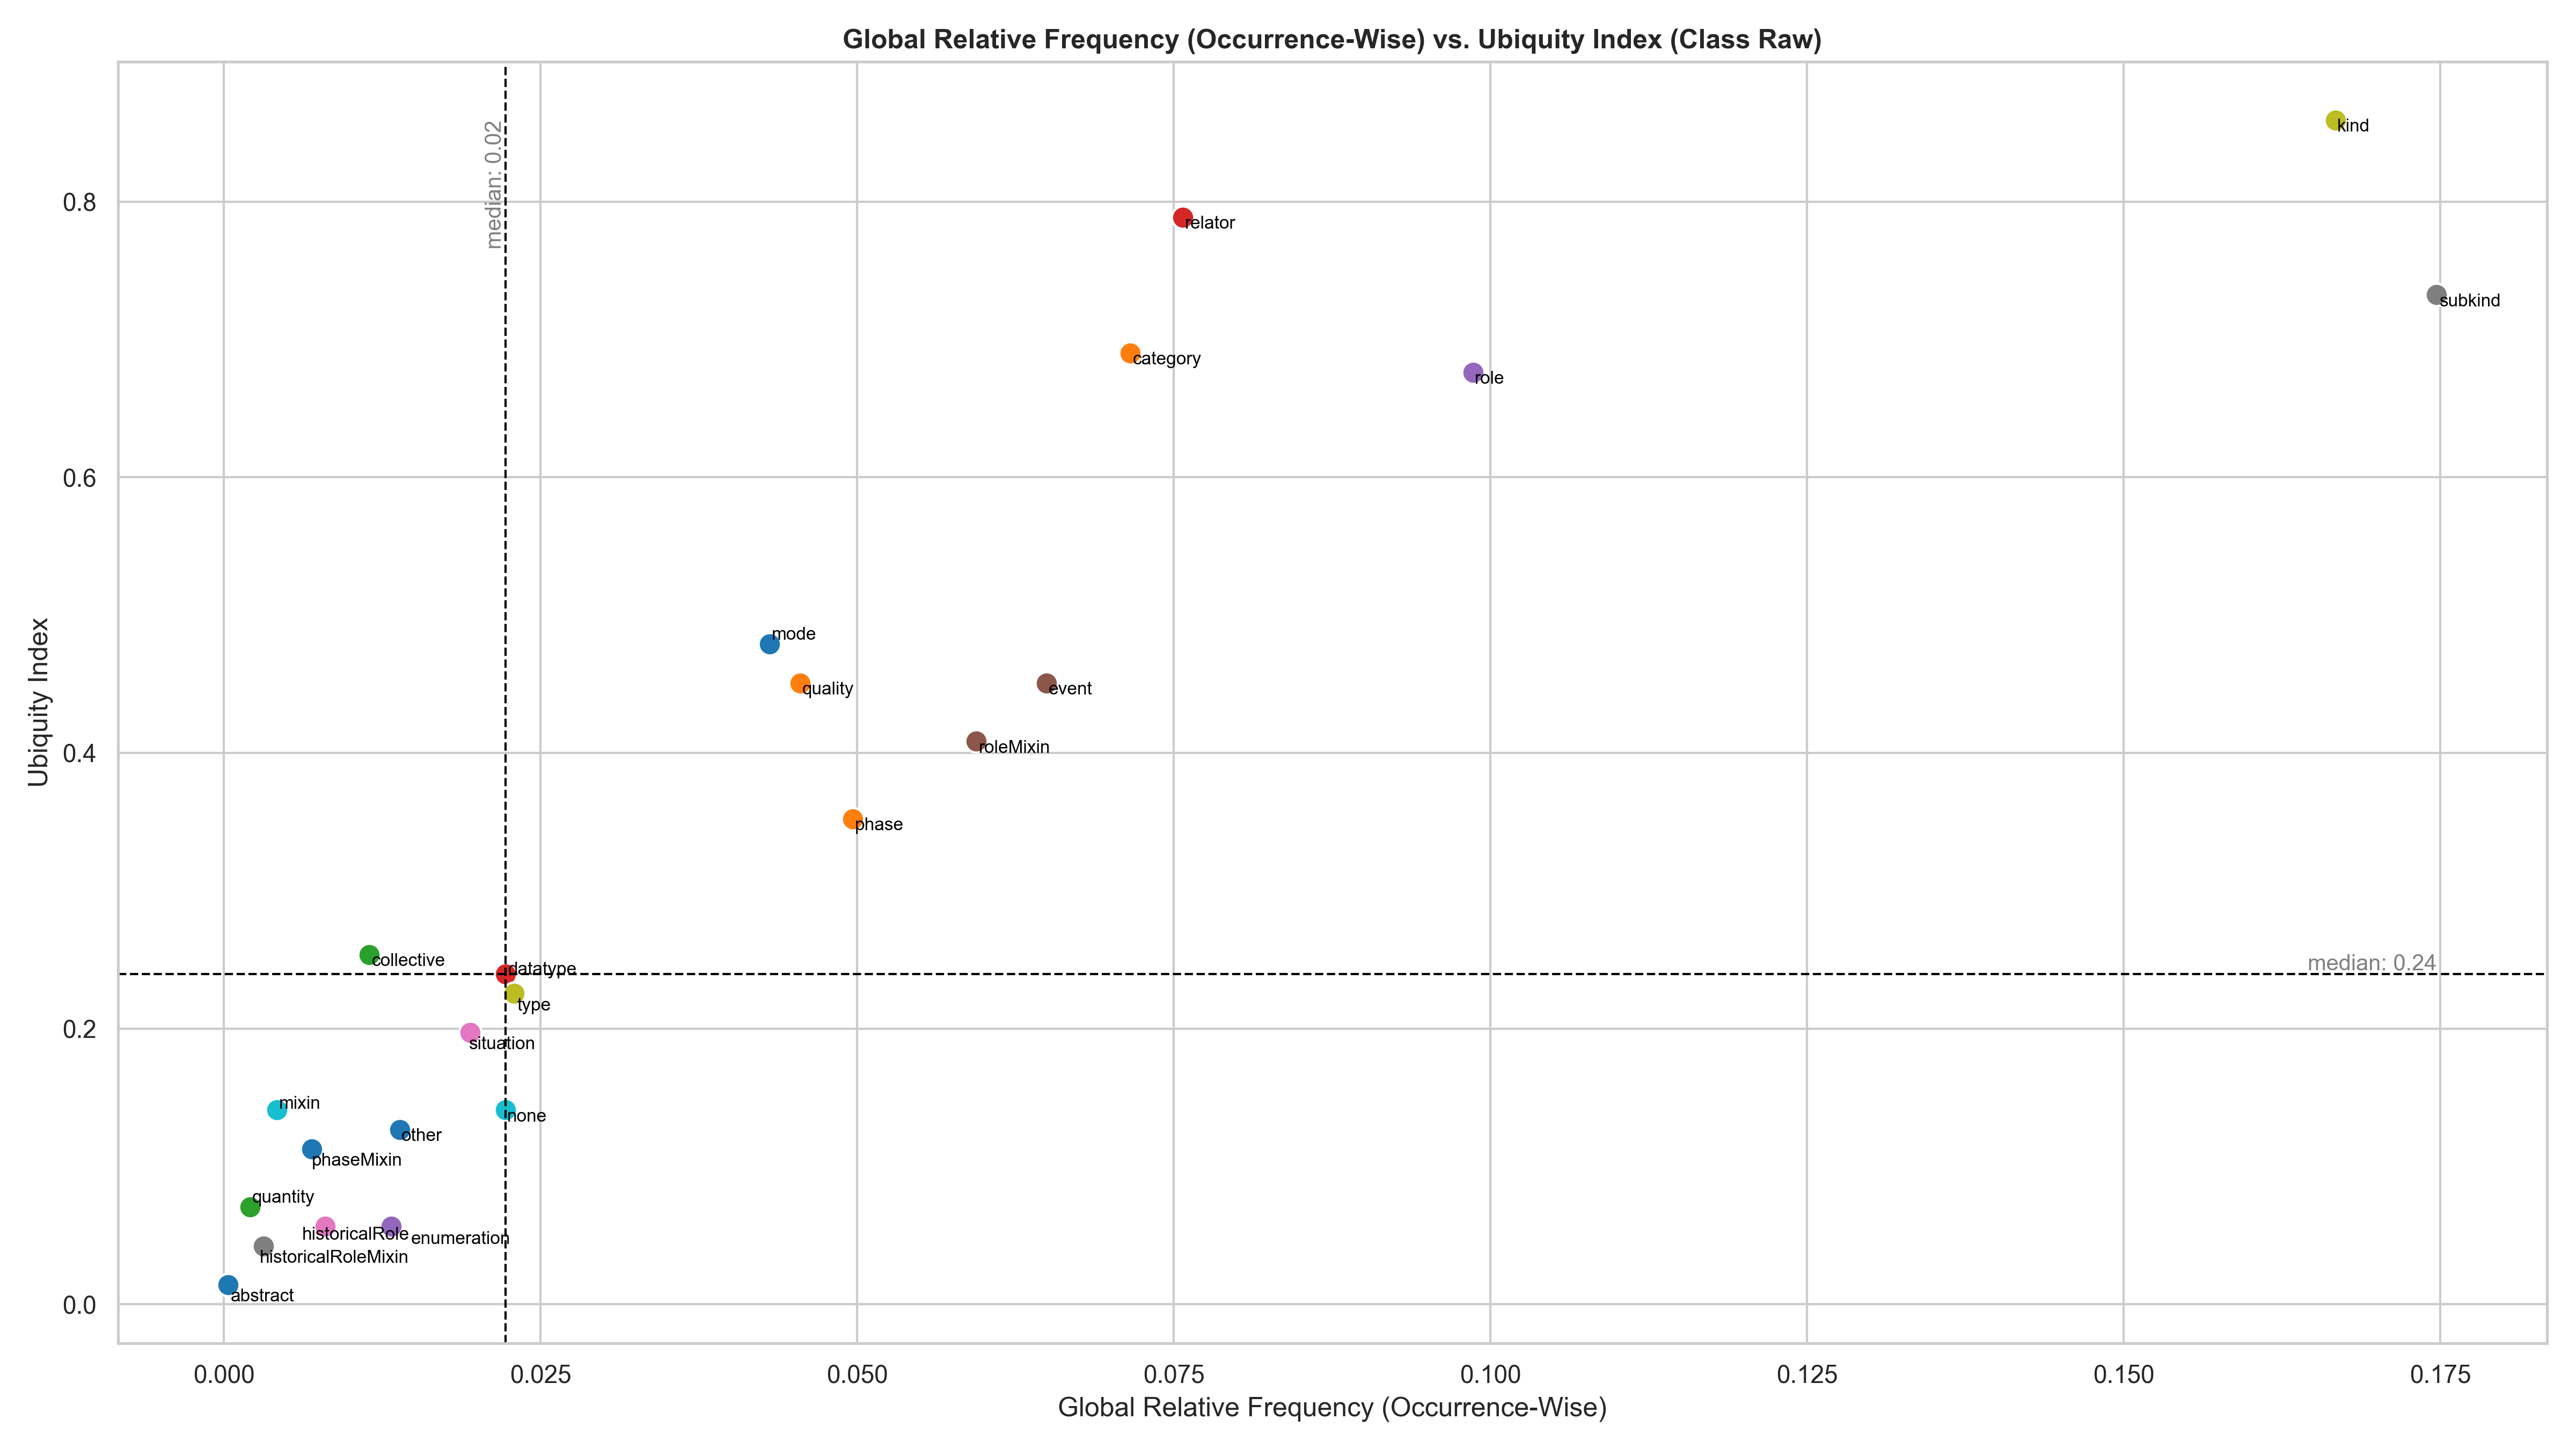 Global Relative Frequency (Occurrence-Wise) vs. Ubiquity Index (Class Raw)
median: 0.02
kind
0.8
relator
subkind
category
role
0.6
Ubiquity Index
mode
quality
event
roleMixin
0.4
phase
collective
datatype
median: 0.24
type
0.2
situation
mixin
none
other
phaseMixin
quantity
historicalRole
enumeration
historicalRoleMixin
abstract
0.0
0.000 0.025 0.050 0.075 0.100 0.125 0.150 0.175
Global Relative Frequency (Occurrence-Wise)